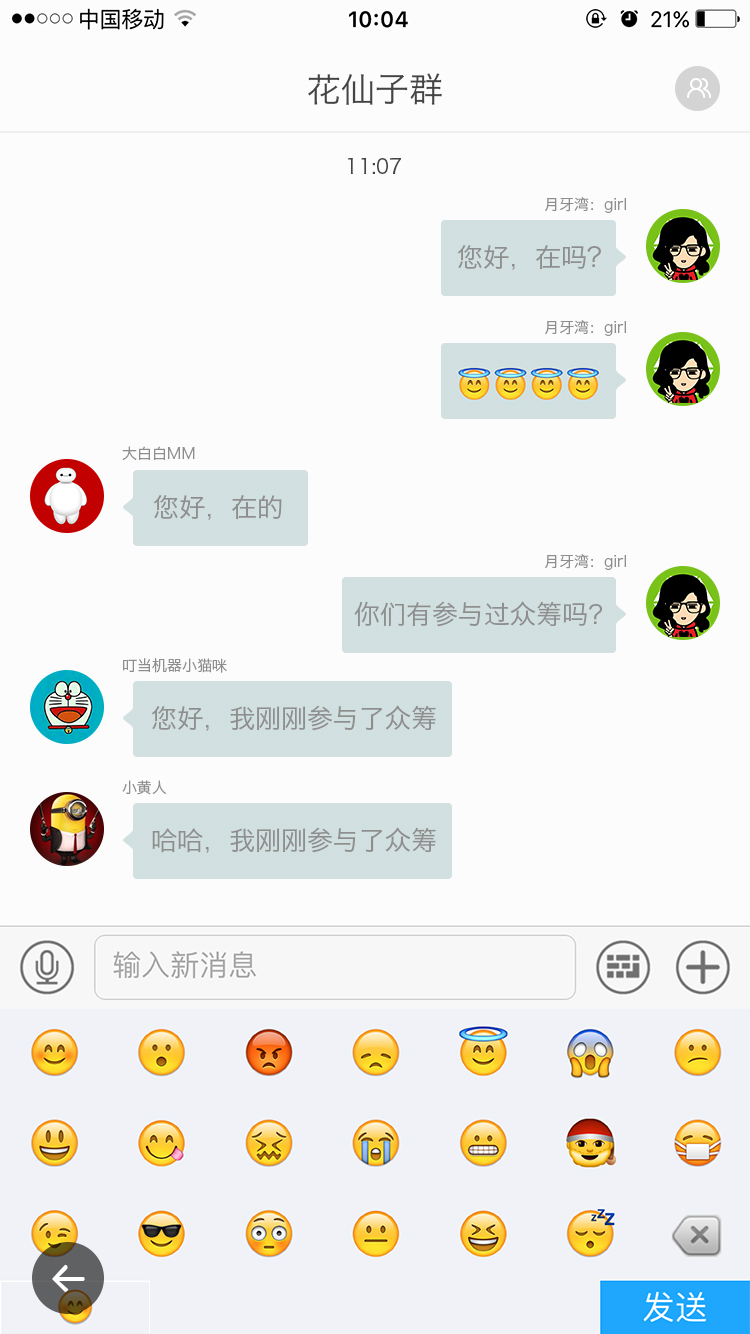 中国移动 10:04 21%
花仙子群
11:07
月牙湾：girl
您好，在吗?
月牙湾：girl
大白白MM
您好，在的
月牙湾：girl
你们有参与过众筹吗?
叮当机器小猫咪
您好，我刚刚参与了众筹
小黄人
哈哈，我刚刚参与了众筹
输入新消息
发送